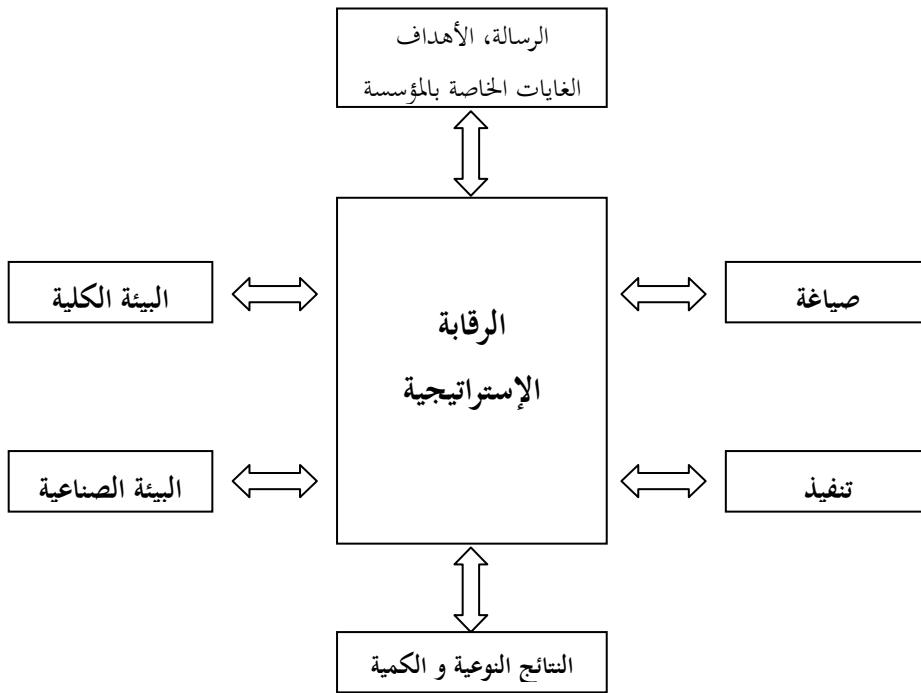 الرسالة، الأهداف
الغايات الخاصة بالمؤسسة
صياغة
البيئة الكلية
الرقابة
الإستراتيجية
تنفيذ
البيئة الصناعية
النتائج النوعية و الكمية